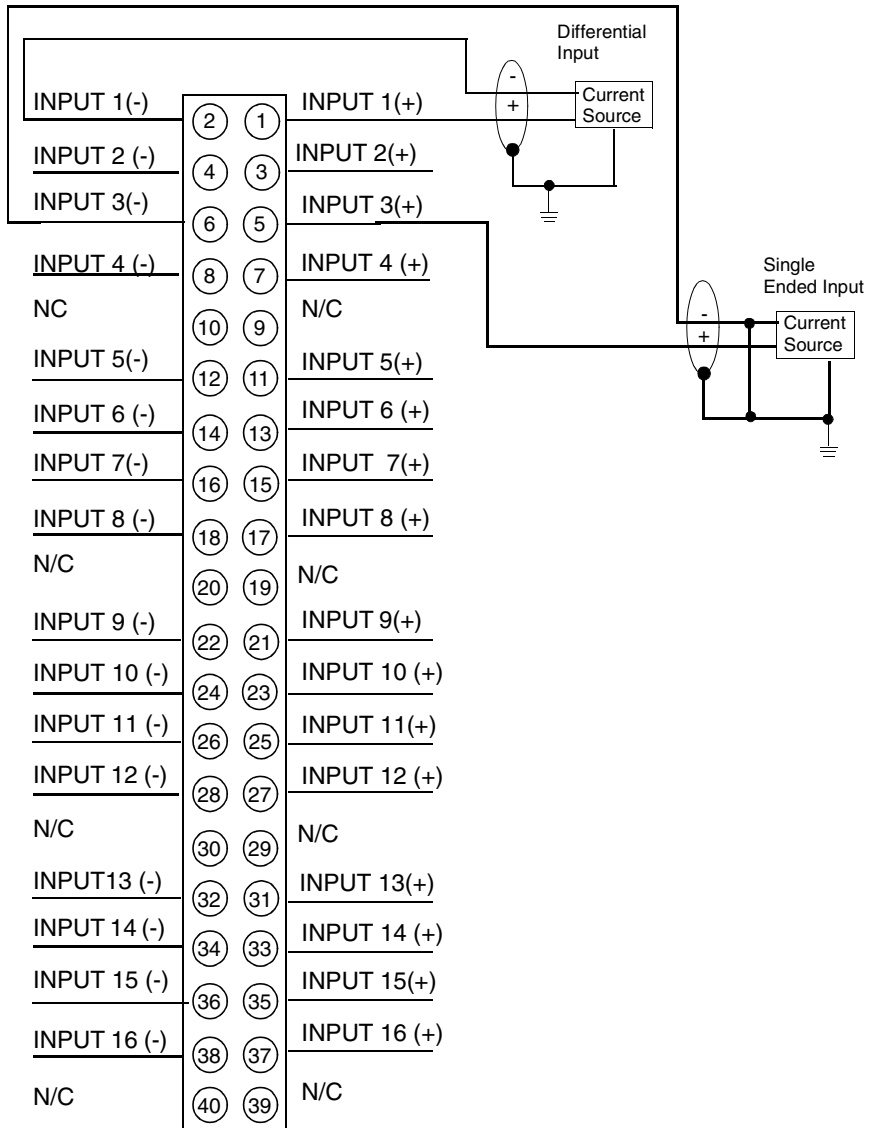 Differential
Input
-
+
Current
Source
INPUT 1(-) 2 1 INPUT 1(+)
INPUT 2 (-) 4 3 INPUT 2(+)
INPUT 3(-) 6 5 INPUT 3(+)
INPUT 4 (-) 8 7 INPUT 4 (+)
NC 10 9 N/C
Single
Ended Input
-
+
Current
Source
INPUT 5(-) 12 11 INPUT 5(+)
INPUT 6 (-) 14 13 INPUT 6 (+)
INPUT 7(-) 16 15 INPUT 7(+)
INPUT 8 (-) 18 17 INPUT 8 (+)
N/C 20 19 N/C
INPUT 9 (-) 22 21 INPUT 9(+)
INPUT 10 (-) 24 23 INPUT 10 (+)
INPUT 11 (-) 26 25 INPUT 11(+)
INPUT 12 (-) 28 27 INPUT 12 (+)
N/C 30 29 N/C
INPUT13 (-) 32 31 INPUT 13(+)
INPUT 14 (-) 34 33 INPUT 14 (+)
INPUT 15 (-) 36 35 INPUT 15(+)
INPUT 16 (-) 38 37 INPUT 16 (+)
N/C 40 39 N/C